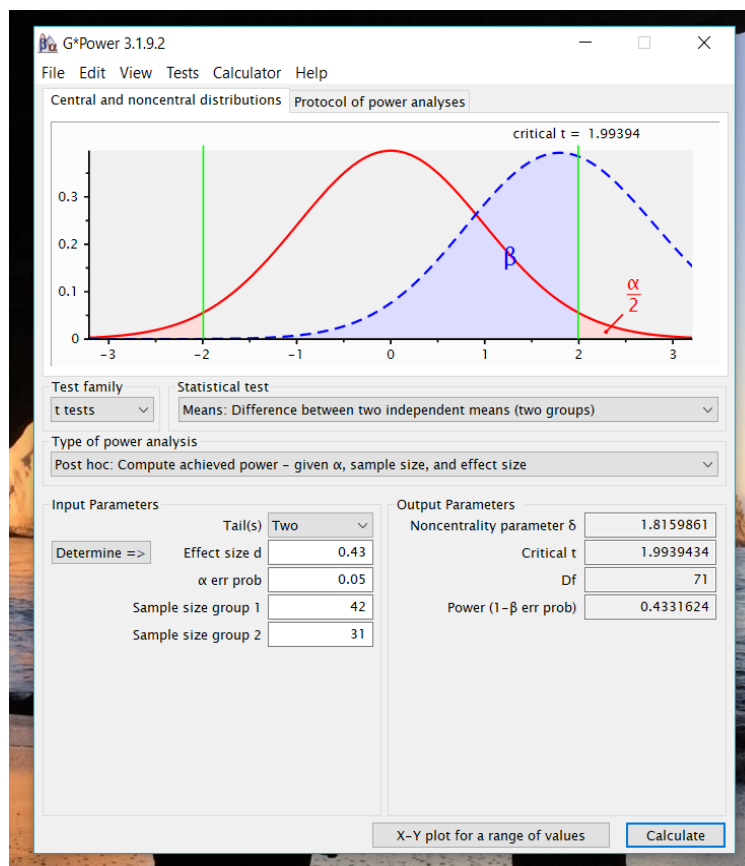 G*Power 3.1.9.2
File Edit View Tests Calculator Help
Central and noncentral distributions Protocol of power analyses
critical t = 1.99394
0.3
0.2
0.1
0
-3 -2 -1 0 1 2 3
β
α
2
Test family Statistical test
t tests Means: Difference between two independent means (two groups)
Type of power analysis
Post hoc: Compute achieved power – given α, sample size, and effect size
Input Parameters Output Parameters
Tail(s) Two Noncentrality parameter δ 1.8159861
Determine => Effect size d 0.43 Critical t 1.9939434
α err prob 0.05 Df 71
Sample size group 1 42 Power (1-β err prob) 0.4331624
Sample size group 2 31
X-Y plot for a range of values Calculate